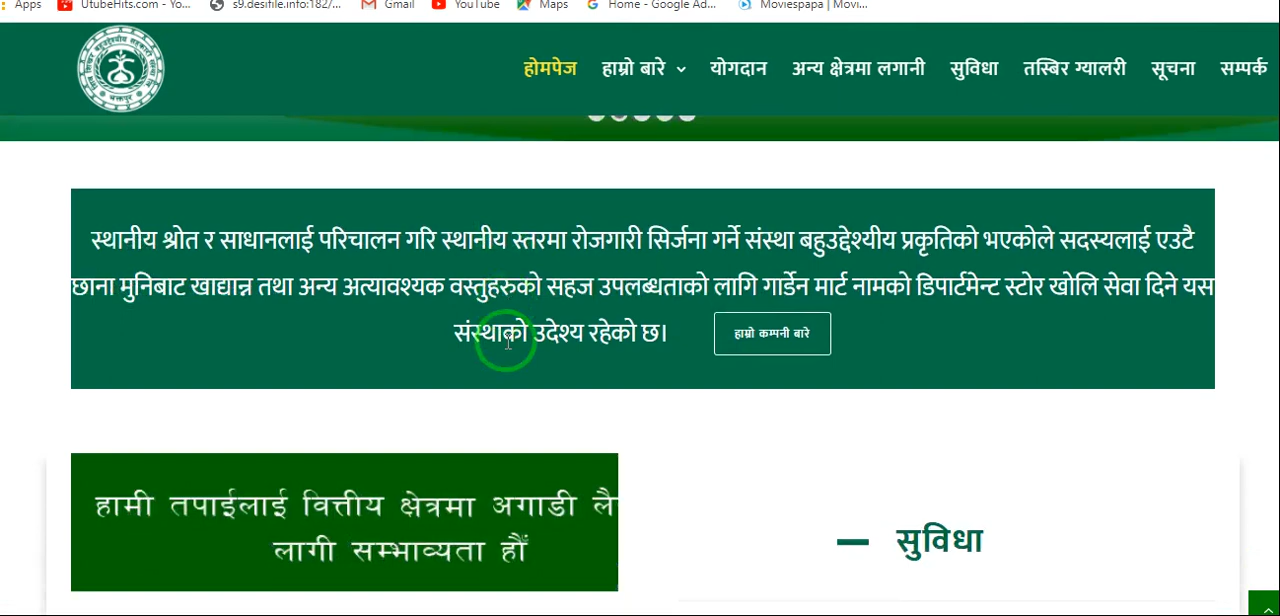 Apps UtubeHits.com - Yo... s9.desifile.info:182/... Gmail YouTube Maps Home - Google Ad... Moviespapa | Movi...
होमपेज हाम्रो बारे योगदान अन्य क्षेत्रमा लगानी सुविधा तस्बिर ग्यालरी सूचना सम्पर्क
स्थानीय श्रोत र साधानलाई परिचालन गरि स्थानीय स्तरमा रोजगारी सिर्जना गर्ने संस्था बहुउद्देश्यीय प्रकृतिको भएकोले सदस्यलाई एउटै
छाना मुनिबाट खाद्यान्न तथा अन्य अत्यावश्यक वस्तुहरुको सहज उपलब्धताको लागि गार्डेन मार्ट नामको डिपार्टमेन्ट स्टोर खोलि सेवा दिने यस
संस्थाको उदेश्य रहेको छ। हाम्रो कम्पनी बारे
हामी तपाईलाई वित्तीय क्षेत्रमा अगाडी लै
लागी सम्भाव्यता हौं
सुविधा